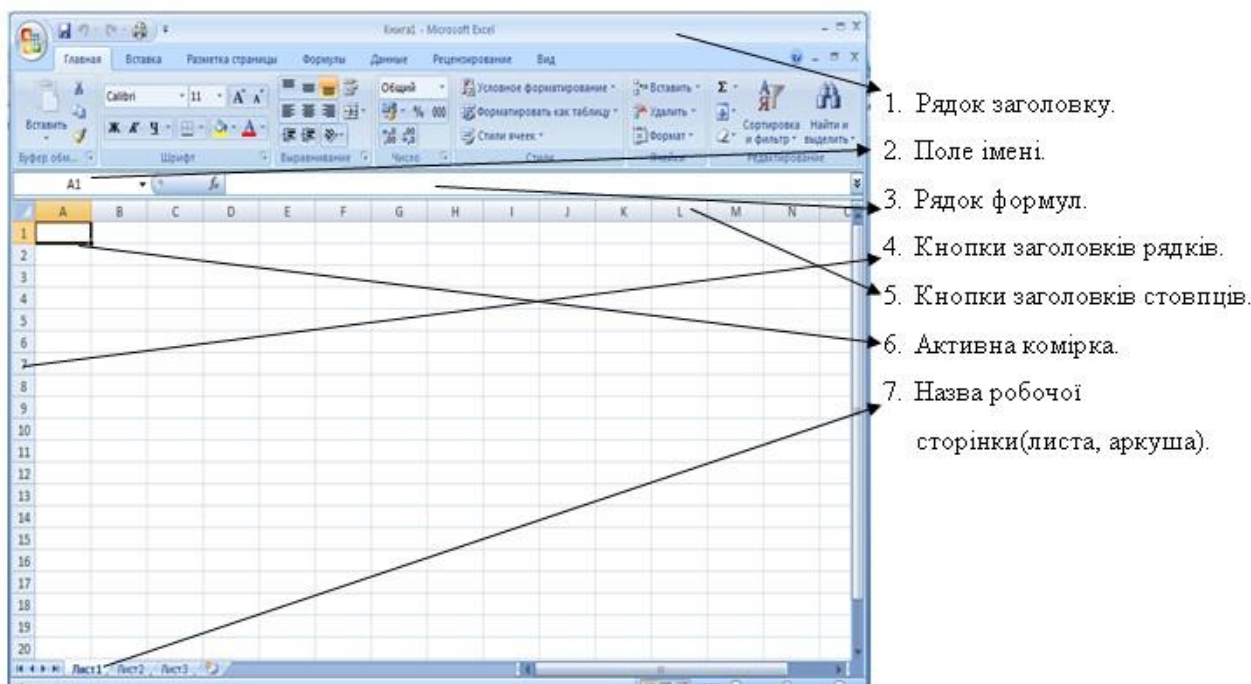 Книга1 - Microsoft Excel
Главная Вставка Разметка страницы Формулы Данные Рецензирование Вид
Вставить
Calibri 11
Ж К Ч
Общий
% 000
Условное форматирование
Форматировать как таблицу
Стили ячеек
Вставить
Удалить
Формат
Σ
Сортировка и фильтр
Найти и выделить
Буфер обм... Шрифт Выравнивание Число Стили Ячейки Редактирование
A1 fx
A B C D E F G H I J K L M N
1
2
3
4
5
6
7
8
9
10
11
12
13
14
15
16
17
18
19
20
Лист1 Лист2 Лист3
1. Рядок заголовку.
2. Поле імені.
3. Рядок формул.
4. Кнопки заголовків рядків.
5. Кнопки заголовків стовпців.
6. Активна комірка.
7. Назва робочої
сторінки(листа, аркуша).